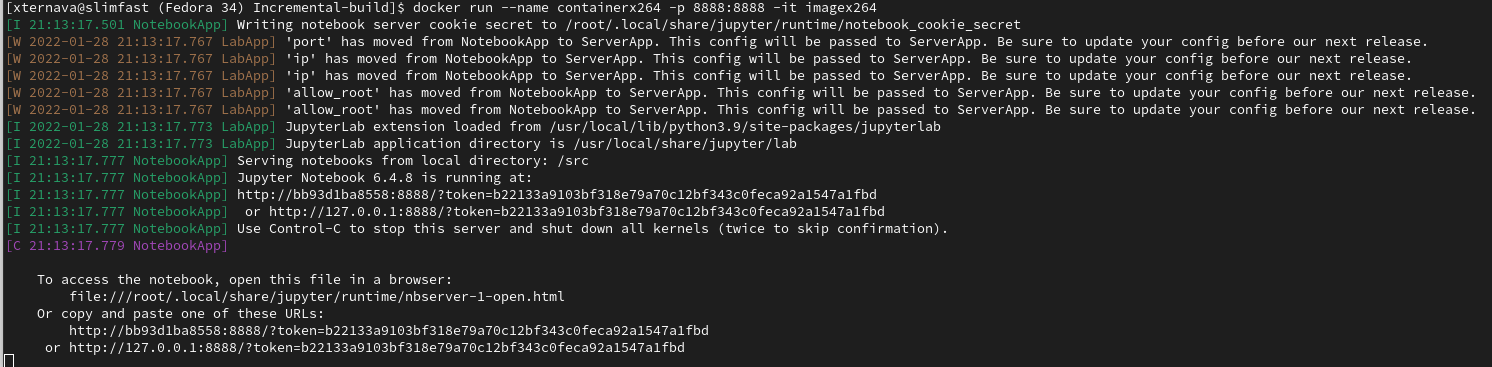 [xternava@slimfast (Fedora 34) Incremental-build]$ docker run --name containerx264 -p 8888:8888 -it imagex264
[I 21:13:17.501 NotebookApp] Writing notebook server cookie secret to /root/.local/share/jupyter/runtime/notebook_cookie_secret
[W 2022-01-28 21:13:17.767 LabApp] 'port' has moved from NotebookApp to ServerApp. This config will be passed to ServerApp. Be sure to update your config before our next release.
[W 2022-01-28 21:13:17.767 LabApp] 'ip' has moved from NotebookApp to ServerApp. This config will be passed to ServerApp. Be sure to update your config before our next release.
[W 2022-01-28 21:13:17.767 LabApp] 'ip' has moved from NotebookApp to ServerApp. This config will be passed to ServerApp. Be sure to update your config before our next release.
[W 2022-01-28 21:13:17.767 LabApp] 'allow_root' has moved from NotebookApp to ServerApp. This config will be passed to ServerApp. Be sure to update your config before our next release.
[W 2022-01-28 21:13:17.767 LabApp] 'allow_root' has moved from NotebookApp to ServerApp. This config will be passed to ServerApp. Be sure to update your config before our next release.
[I 2022-01-28 21:13:17.773 LabApp] JupyterLab extension loaded from /usr/local/lib/python3.9/site-packages/jupyterlab
[I 2022-01-28 21:13:17.773 LabApp] JupyterLab application directory is /usr/local/share/jupyter/lab
[I 21:13:17.777 NotebookApp] Serving notebooks from local directory: /src
[I 21:13:17.777 NotebookApp] Jupyter Notebook 6.4.8 is running at:
[I 21:13:17.777 NotebookApp] http://bb93d1ba8558:8888/?token=b22133a9103bf318e79a70c12bf343c0feca92a1547a1fbd
[I 21:13:17.777 NotebookApp]  or http://127.0.0.1:8888/?token=b22133a9103bf318e79a70c12bf343c0feca92a1547a1fbd
[I 21:13:17.777 NotebookApp] Use Control-C to stop this server and shut down all kernels (twice to skip confirmation).
[C 21:13:17.779 NotebookApp]
To access the notebook, open this file in a browser:
file:///root/.local/share/jupyter/runtime/nbserver-1-open.html
Or copy and paste one of these URLs:
http://bb93d1ba8558:8888/?token=b22133a9103bf318e79a70c12bf343c0feca92a1547a1fbd
or http://127.0.0.1:8888/?token=b22133a9103bf318e79a70c12bf343c0feca92a1547a1fbd